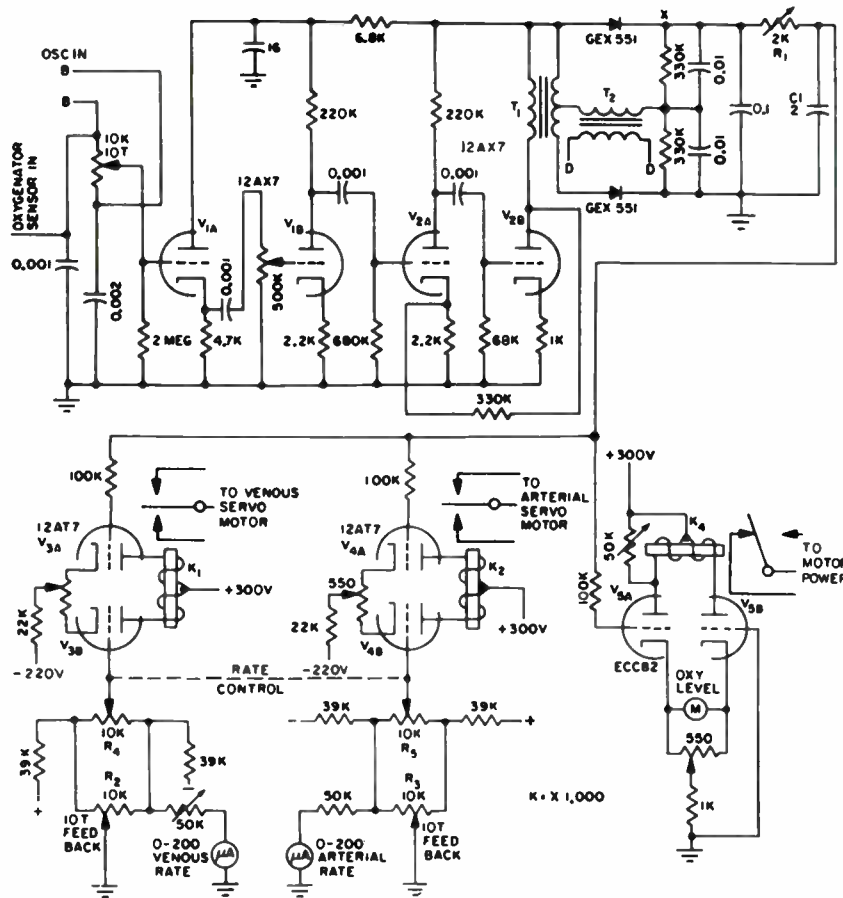 6.8K
GEX 551
X
2K
R1
16
OSC IN
B
B
220K
220K
T1
T2
330K
0.01
0.1
C1
2
10K
10T
12AX7
D
D
330K
0.01
OXYGENATOR
SENSOR IN
12AX7
0.001
0.001
GEX 551
V1A
V1B
V2A
V2B
0.001
0.001
500K
0.002
2 MEG
4.7K
2.2K
680K
2.2K
68K
1K
330K
100K
TO VENOUS
SERVO
MOTOR
100K
TO
ARTERIAL
SERVO
MOTOR
+300V
12AT7
V3A
12AT7
V4A
K4
50K
TO
MOTOR
POWER
K1
550
K2
100K
+300V
V5A
V5B
22K
22K
+300V
V3B
V4B
-220V
RATE
CONTROL
-220V
ECC82
OXY
LEVEL
M
39K
39K
10K
R4
10K
R5
550
39K
39K
R2
10K
R3
10K
50K
K = X 1,000
+
-
-
+
50K
1K
10T
FEED
BACK
0-200
VENOUS
RATE
μA
μA
0-200
ARTERIAL
RATE
10T
FEED
BACK